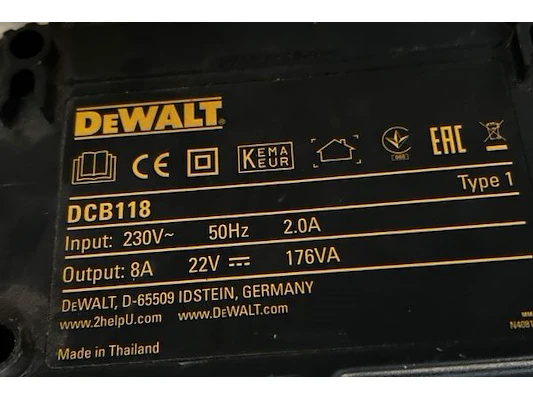 DEWALT
CE KEMA KEUR EAC
DCB118 Type 1
Input: 230V~ 50Hz 2.0A
Output: 8A 22V 176VA
DEWALT, D-65509 IDSTEIN, GERMANY
www.2helpU.com www.DEWALT.com
Made in Thailand